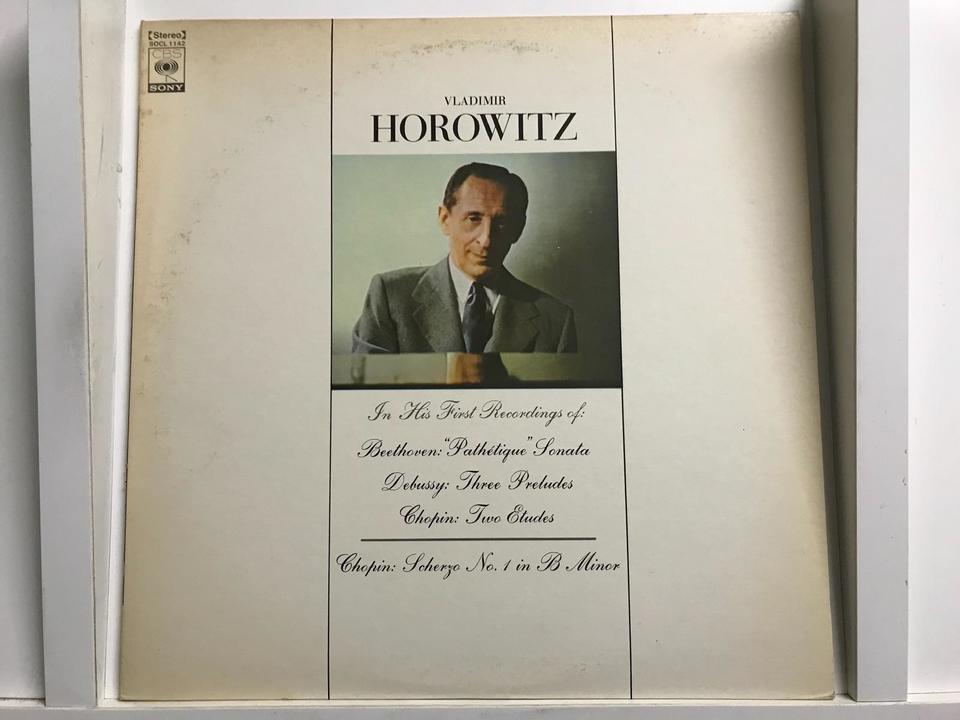 【Stereo】
SOCL 1142
CBS
SONY
VLADIMIR
HOROWITZ
In His First Recordings of:
Beethoven: "Pathétique" Sonata
Debussy: Three Preludes
Chopin: Two Etudes
Chopin: Scherzo No. 1 in B Minor